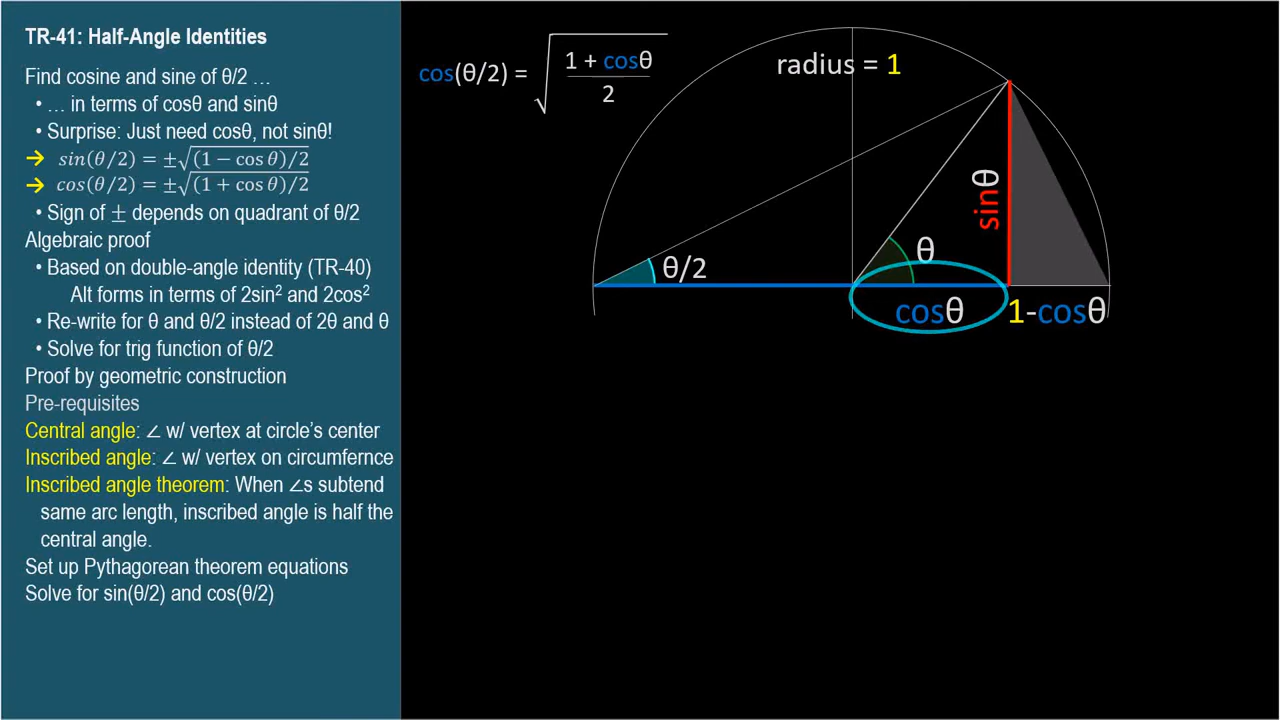 TR-41: Half-Angle Identities
Find cosine and sine of θ/2 …
• … in terms of cosθ and sinθ
• Surprise: Just need cosθ, not sinθ!
→ sin(θ/2) = ±√(1 − cos θ)/2
→ cos(θ/2) = ±√(1 + cos θ)/2
• Sign of ± depends on quadrant of θ/2
Algebraic proof
• Based on double-angle identity (TR-40)
Alt forms in terms of 2sin² and 2cos²
• Re-write for θ and θ/2 instead of 2θ and θ
• Solve for trig function of θ/2
Proof by geometric construction
Pre-requisites
Central angle: ∠ w/ vertex at circle's center
Inscribed angle: ∠ w/ vertex on circumfernce
Inscribed angle theorem: When ∠s subtend
same arc length, inscribed angle is half the
central angle.
Set up Pythagorean theorem equations
Solve for sin(θ/2) and cos(θ/2)
cos(θ/2) = √
1 + cosθ
2
radius = 1
sinθ
θ
θ/2
cosθ
1-cosθ